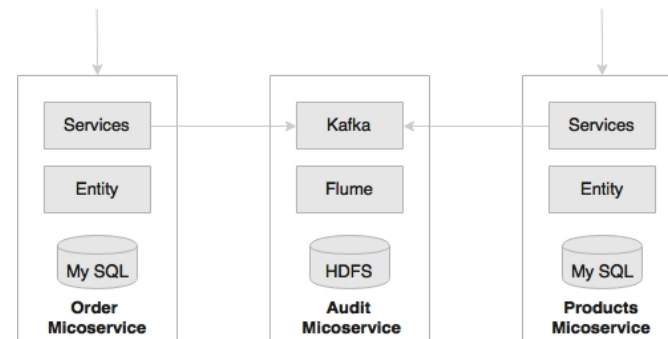 Services
Kafka
Services
Entity
Flume
Entity
My SQL
HDFS
My SQL
Order
Micoservice
Audit
Micoservice
Products
Micoservice